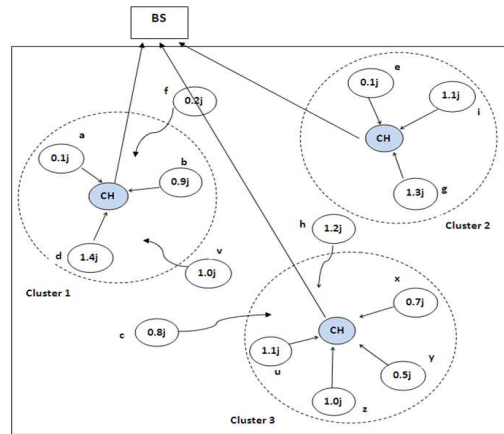 BS
e
0.1j
1.1j
i
f
0.2j
a
0.1j
CH
b
0.9j
CH
1.3j
g
Cluster 2
h
1.2j
d
1.4j
v
1.0j
Cluster 1
x
0.7j
c
0.8j
CH
1.1j
u
y
0.5j
1.0j
z
Cluster 3